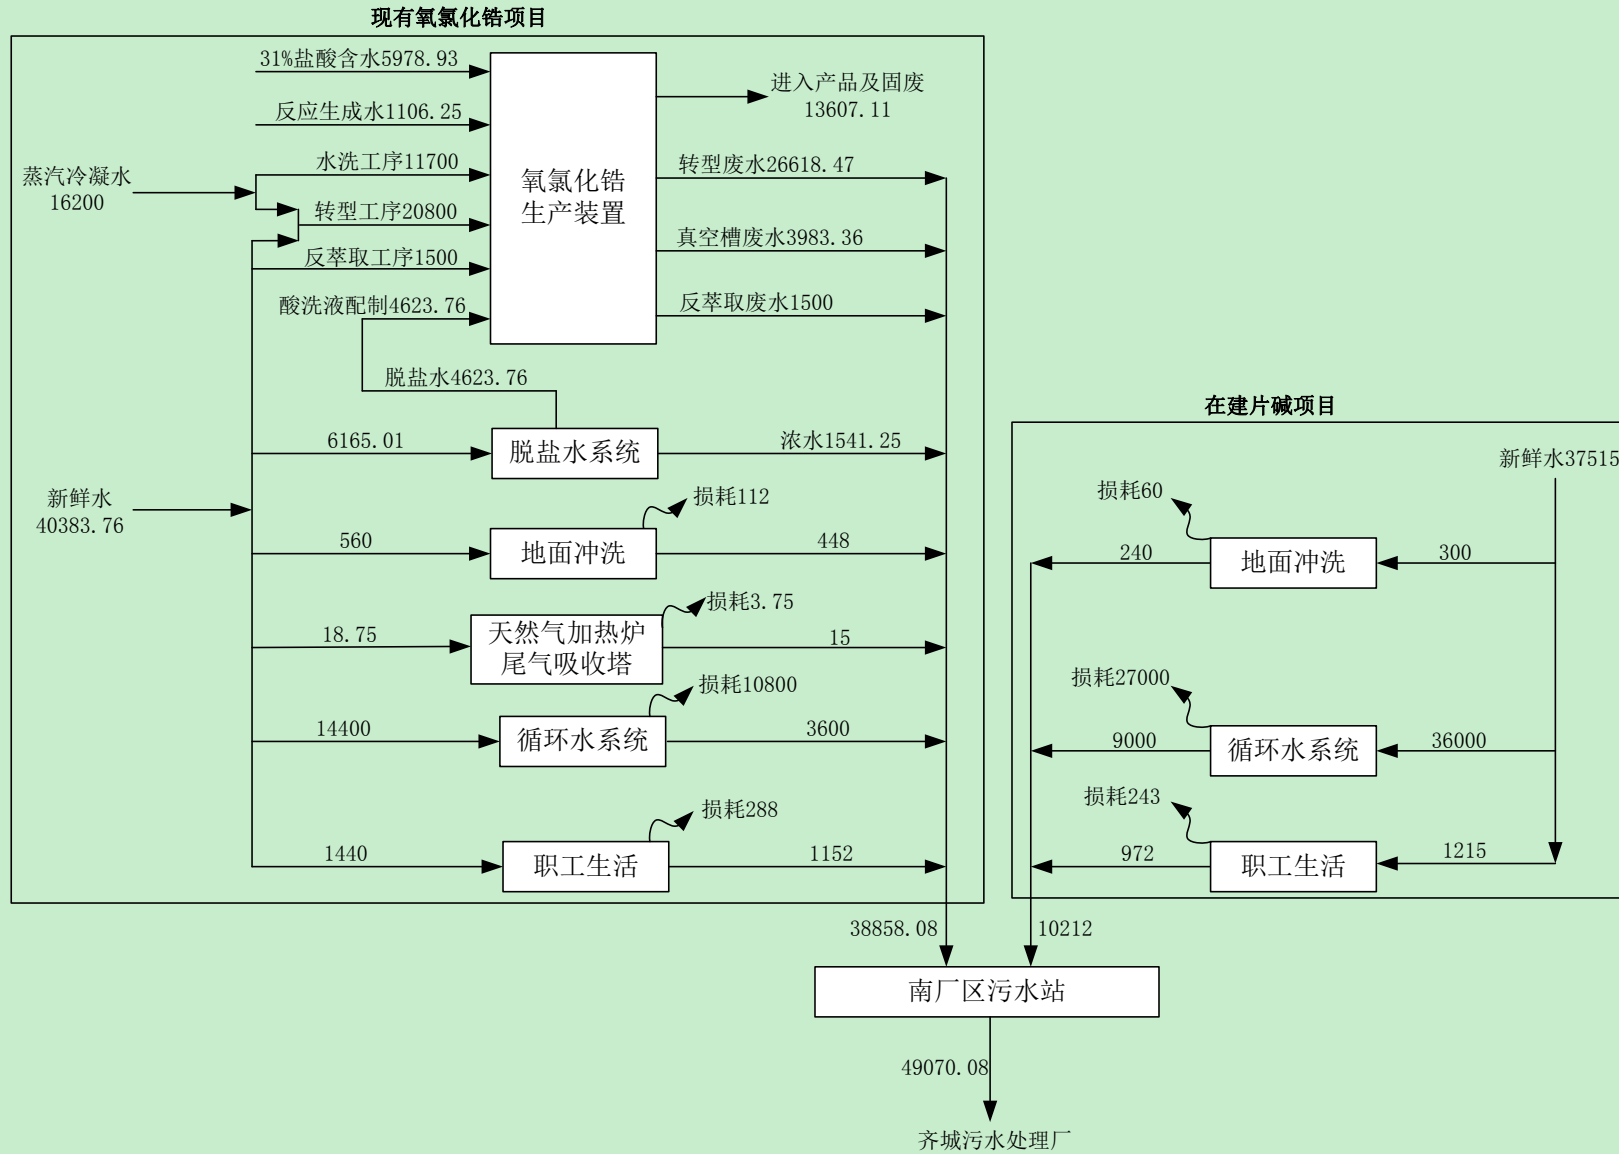 现有氧氯化锆项目
31%盐酸含水5978.93
反应生成水1106.25
水洗工序11700
蒸汽冷凝水
16200
转型工序20800
反萃取工序1500
酸洗液配制4623.76
氧氯化锆
生产装置
进入产品及固废
13607.11
转型废水26618.47
真空槽废水3983.36
反萃取废水1500
脱盐水4623.76
6165.01
脱盐水系统
浓水1541.25
新鲜水
40383.76
损耗112
560
地面冲洗
448
损耗3.75
18.75
天然气加热炉
尾气吸收塔
15
损耗10800
14400
循环水系统
3600
损耗288
1440
职工生活
1152
在建片碱项目
新鲜水37515
损耗60
240
地面冲洗
300
损耗27000
9000
循环水系统
36000
损耗243
972
职工生活
1215
38858.08
10212
南厂区污水站
49070.08
齐城污水处理厂